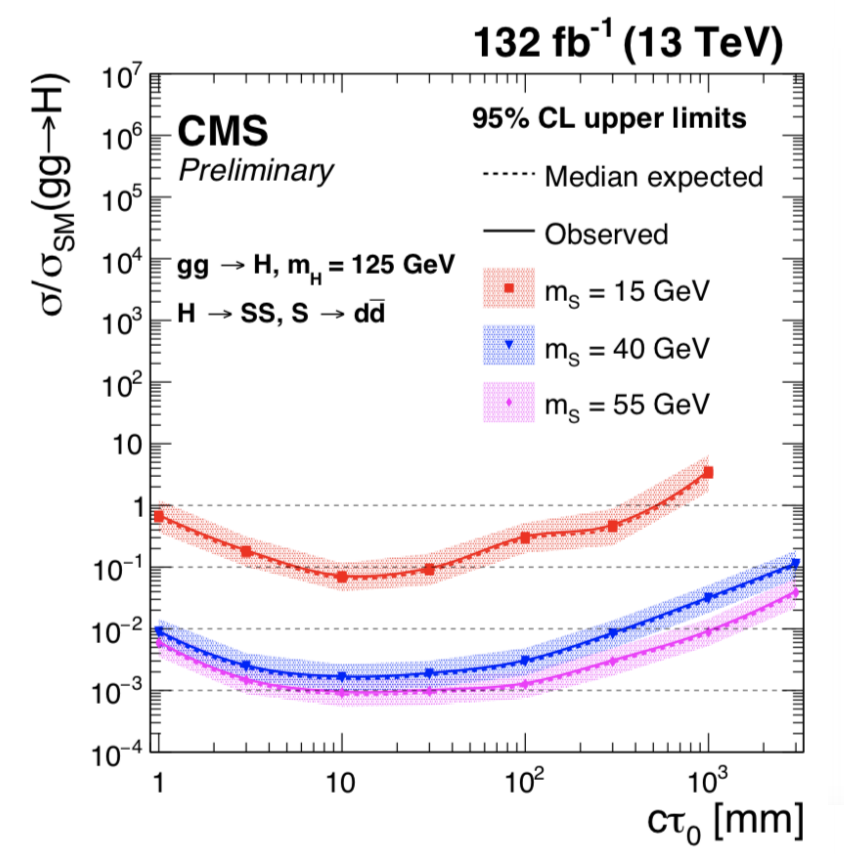 132 fb⁻¹ (13 TeV)
CMS
Preliminary
gg → H, m_H = 125 GeV
H → SS, S → dd̅
95% CL upper limits
Median expected
Observed
m_S = 15 GeV
m_S = 40 GeV
m_S = 55 GeV
σ/σ_SM(gg→H)
10⁷
10⁶
10⁵
10⁴
10³
10²
10
1
10⁻¹
10⁻²
10⁻³
10⁻⁴
1
10
10²
10³
cτ₀ [mm]